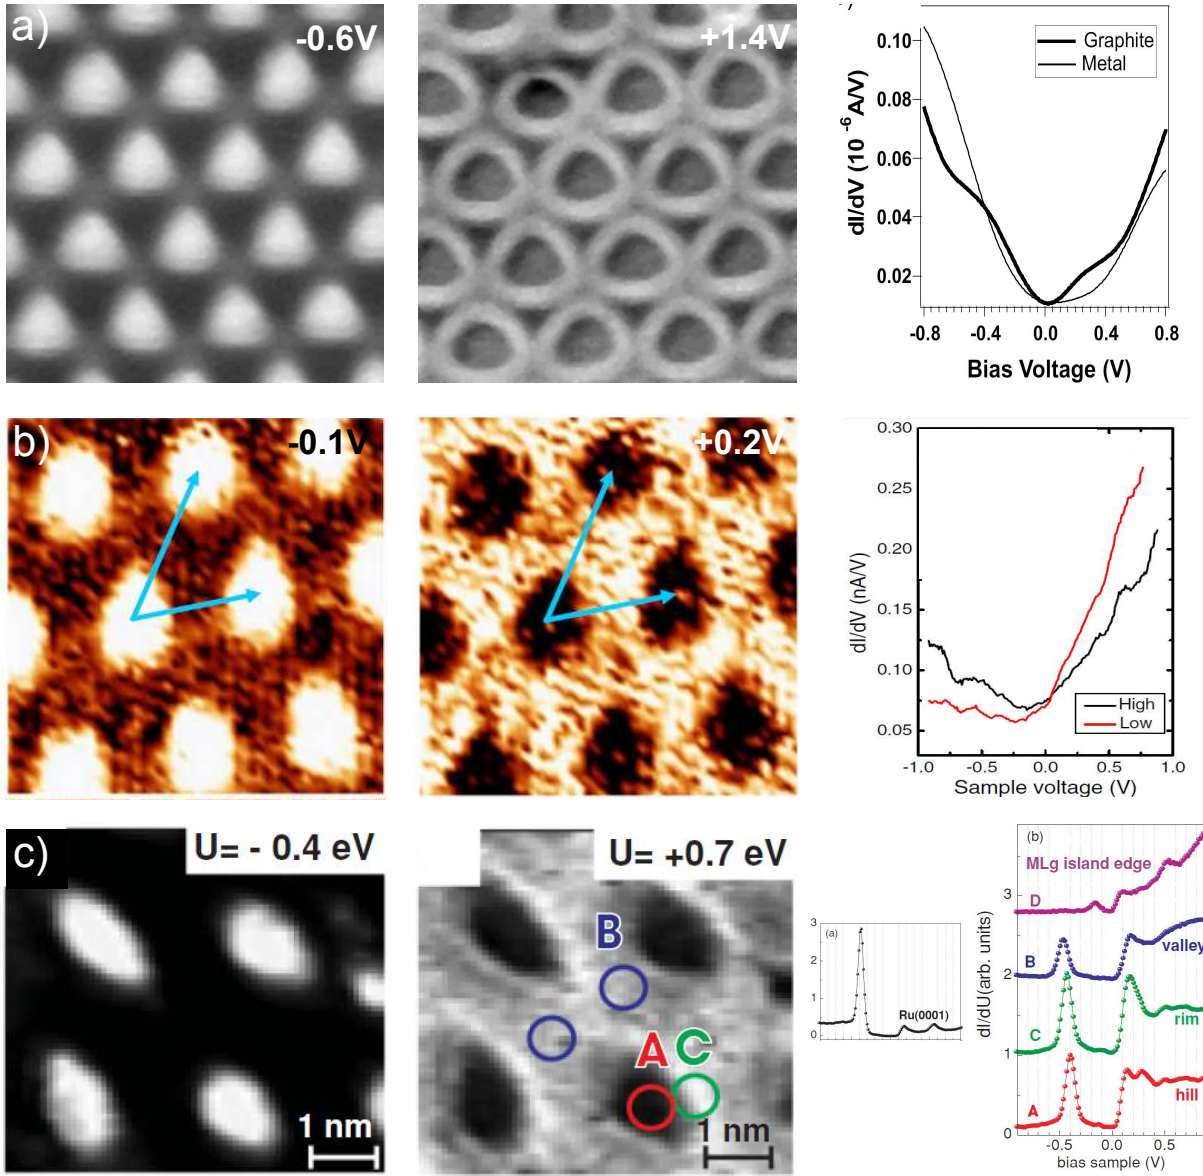 a)
-0.6V
+1.4V
Graphite
Metal
0.10
0.08
0.06
0.04
0.02
dI/dV (10⁻⁶ A/V)
-0.8
-0.4
0.0
0.4
0.8
Bias Voltage (V)
b)
-0.1V
+0.2V
0.30
0.25
0.20
0.15
0.10
0.05
dI/dV (nA/V)
High
Low
-1.0
-0.5
0.0
0.5
1.0
Sample voltage (V)
c)
U= - 0.4 eV
1 nm
U= +0.7 eV
B
A
C
1 nm
(a)
3
2
1
0
Ru(0001)
(b)
MLg island edge
D
B
valley
C
rim
A
hill
3
2
1
0
dI/dU(arb. units)
-0.5
0.0
0.5
bias sample (V)